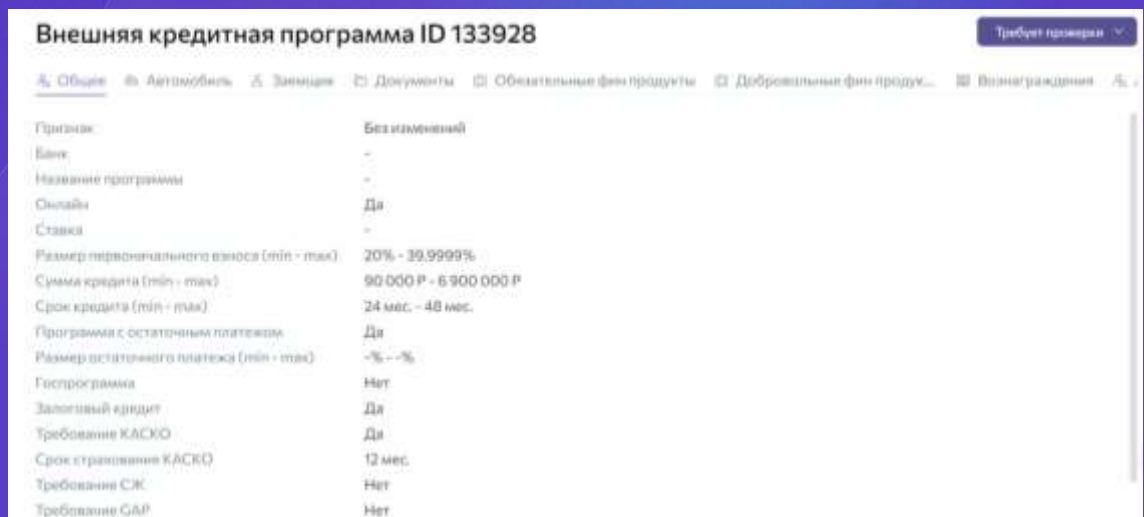 Внешняя кредитная программа ID 133928
Требует проверки
Общее Автомобиль Заемщик Документы Обязательные фин продукты Добровольные фин продук... Вознаграждения
Признак Без изменений
Банк -
Название программы -
Онлайн Да
Ставка -
Размер первоначального взноса (min - max) 20% - 39.9999%
Сумма кредита (min - max) 90 000 ₽ - 6 900 000 ₽
Срок кредита (min - max) 24 мес. - 48 мес.
Программа с остаточным платежом Да
Размер остаточного платежа (min - max) -% - -%
Госпрограмма Нет
Залоговый кредит Да
Требование КАСКО Да
Срок страхования КАСКО 12 мес.
Требование СЖ Нет
Требование GAP Нет